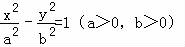 x²/a² - y²/b² =1（a＞0，b＞0）